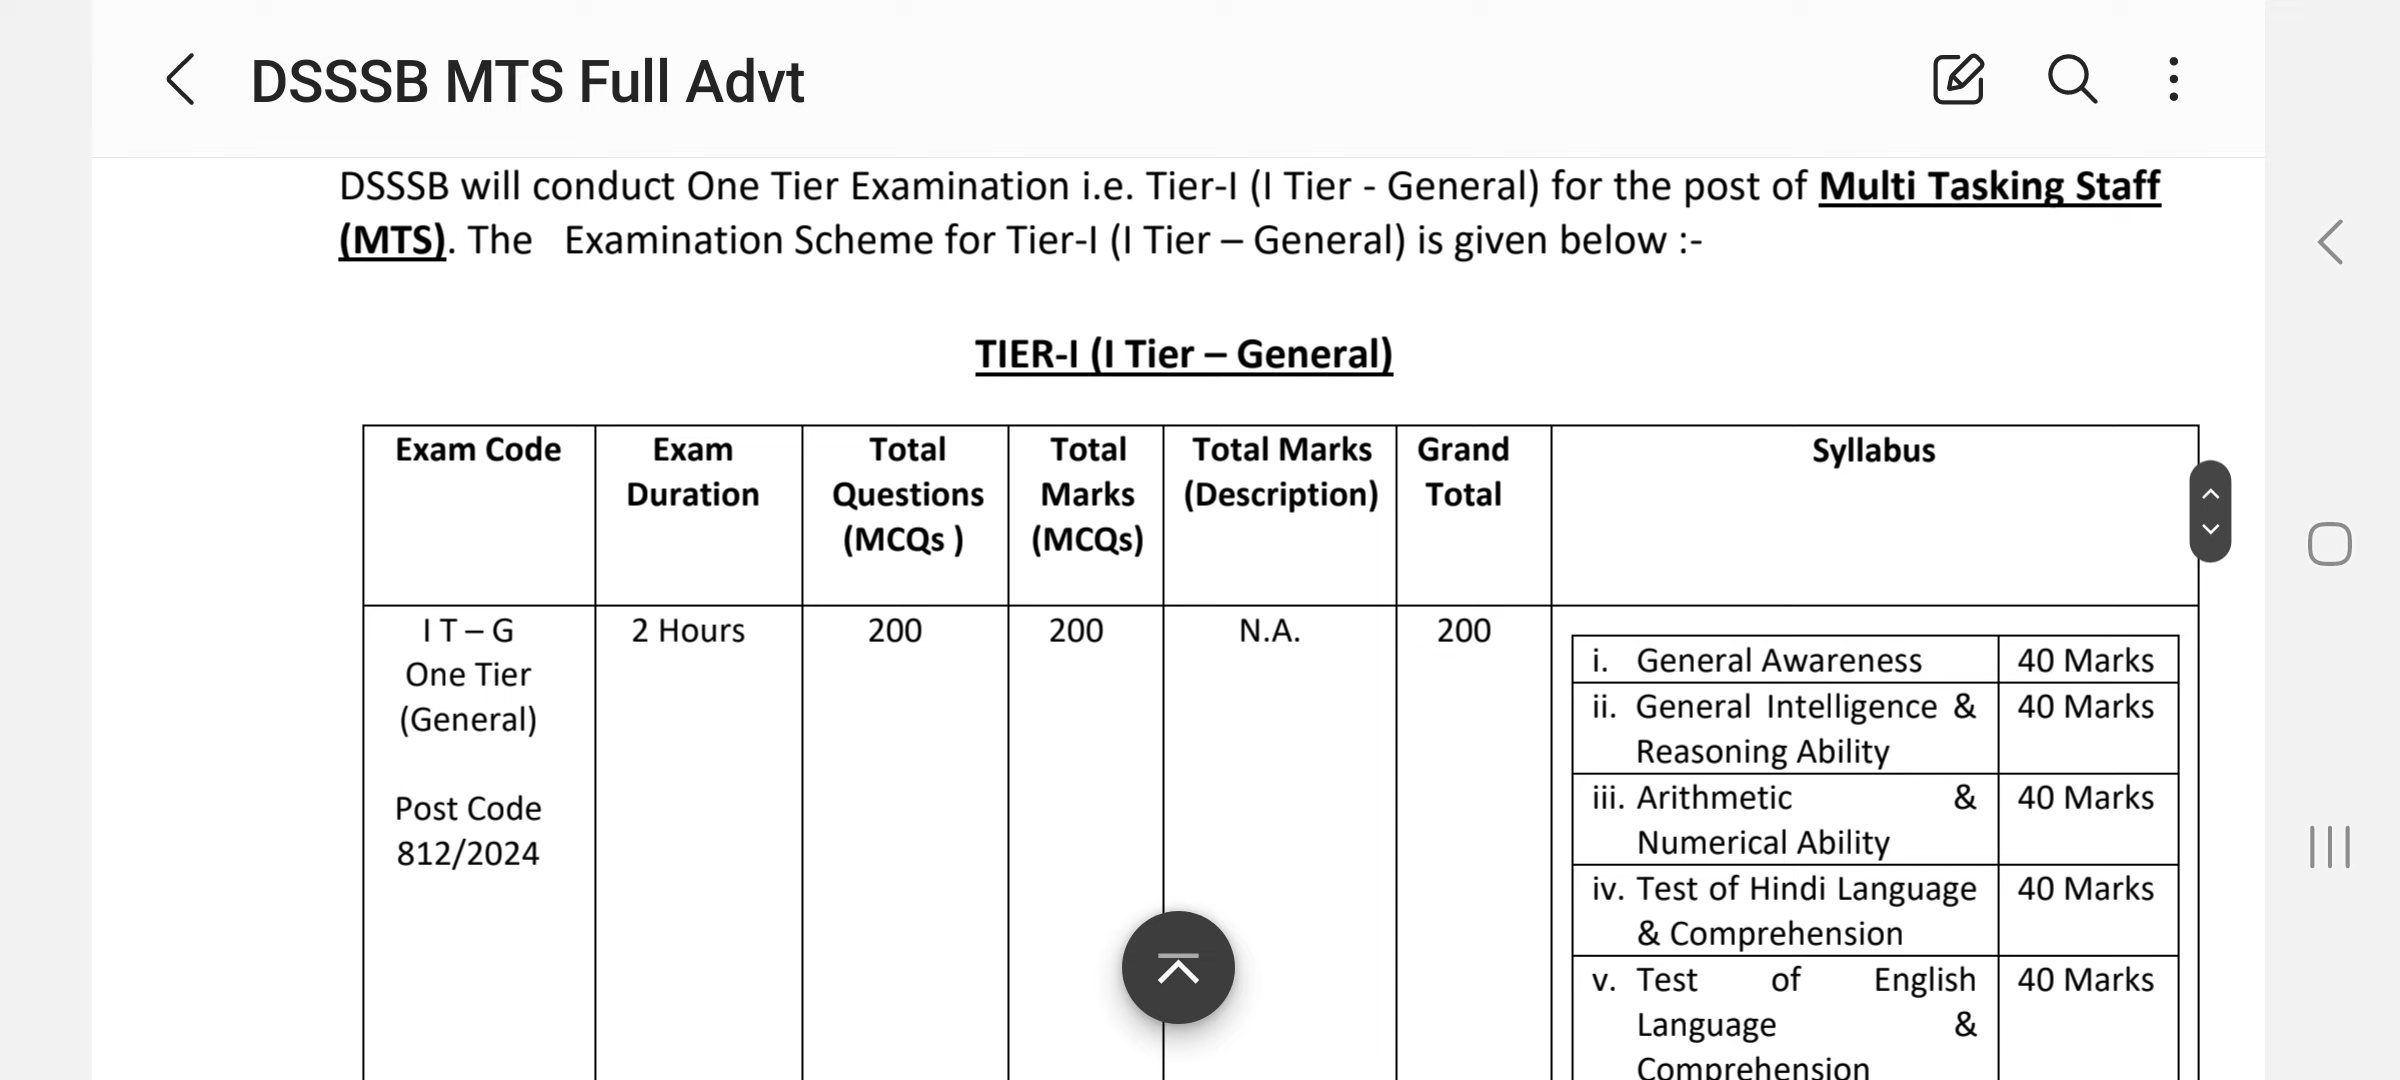 DSSSB MTS Full Advt
DSSSB will conduct One Tier Examination i.e. Tier-I (I Tier - General) for the post of Multi Tasking Staff
(MTS). The Examination Scheme for Tier-I (I Tier – General) is given below :-
TIER-I (I Tier – General)
Exam Code
Exam
Duration
Total
Questions
(MCQs )
Total
Marks
(MCQs)
Total Marks
(Description)
Grand
Total
Syllabus
I T – G
One Tier
(General)
Post Code
812/2024
2 Hours
200
200
N.A.
200
i. General Awareness
40 Marks
ii. General Intelligence &
Reasoning Ability
40 Marks
iii. Arithmetic &
Numerical Ability
40 Marks
iv. Test of Hindi Language
& Comprehension
40 Marks
v. Test of English
Language &
Comprehension
40 Marks